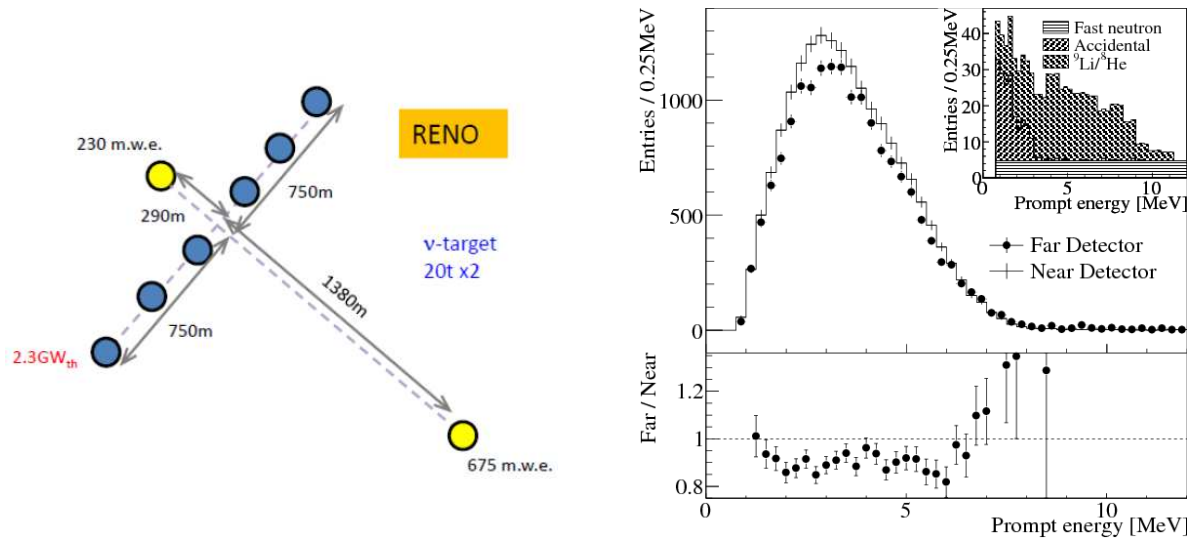 RENO
230 m.w.e.
750m
290m
ν-target
20t x2
1380m
750m
2.3GWth
675 m.w.e.
Entries / 0.25MeV
1000
500
0
Entries / 0.25MeV
40
30
20
10
0
Fast neutron
Accidental
⁹Li/⁸He
0 5 10
Prompt energy [MeV]
Far Detector
Near Detector
Far / Near
1.2
1
0.8
0 5 10
Prompt energy [MeV]